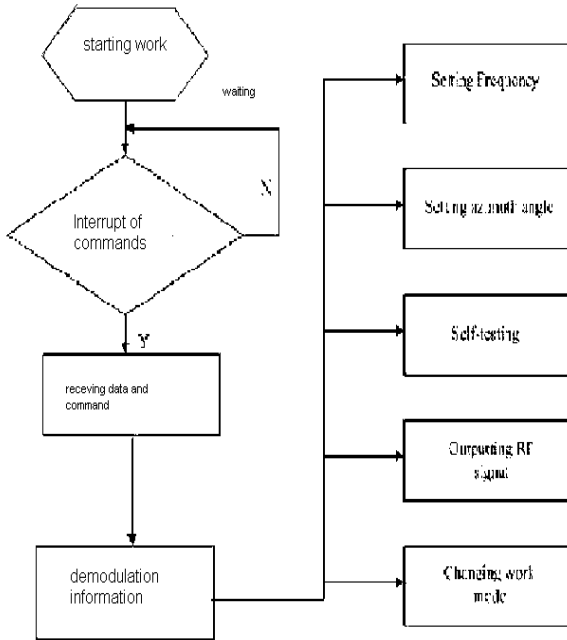 starting work
waiting
Interrupt of
commands
Y
receving data and
command
demodulation
information
Setting Frequency
Setting azimuth angle
Self-testing
Outputting RF
signal
Changing work
mode